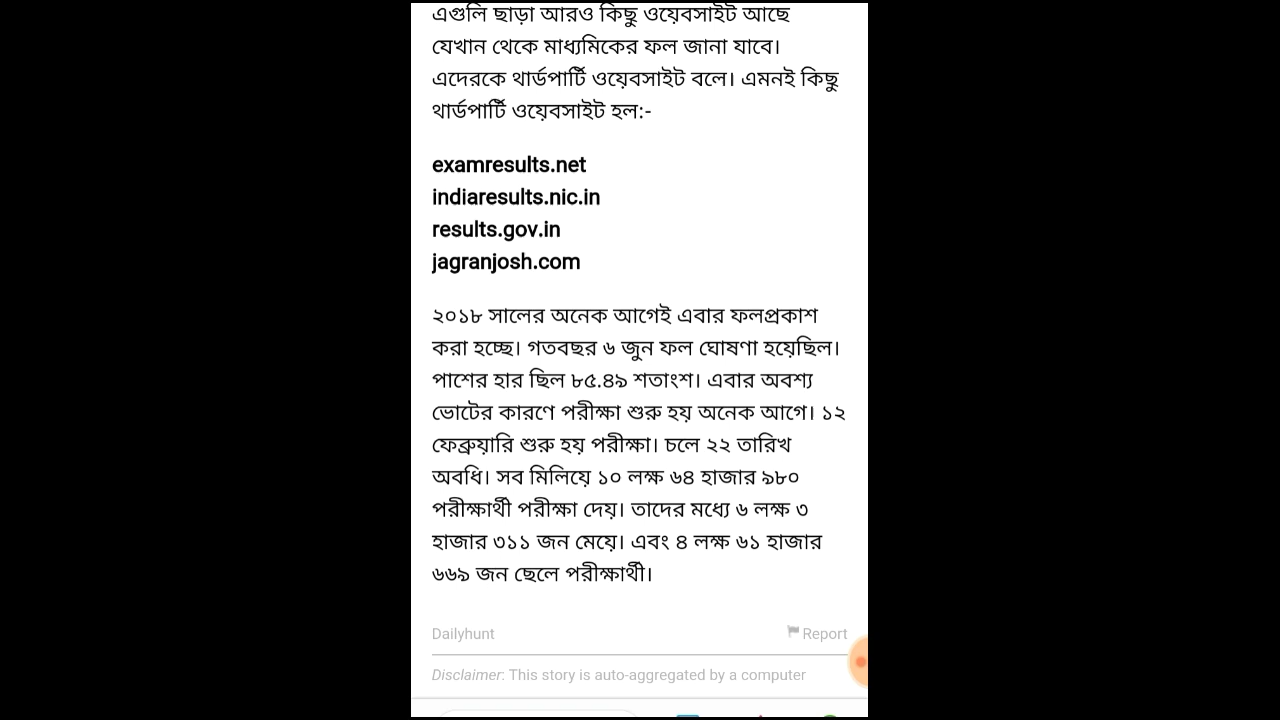 এগুলি ছাড়া আরও কিছু ওয়েবসাইট আছে
যেখান থেকে মাধ্যমিকের ফল জানা যাবে।
এদেরকে থার্ডপার্টি ওয়েবসাইট বলে। এমনই কিছু
থার্ডপার্টি ওয়েবসাইট হল:-
examresults.net
indiaresults.nic.in
results.gov.in
jagranjosh.com
২০১৮ সালের অনেক আগেই এবার ফলপ্রকাশ
করা হচ্ছে। গতবছর ৬ জুন ফল ঘোষণা হয়েছিল।
পাশের হার ছিল ৮৫.৪৯ শতাংশ। এবার অবশ্য
ভোটের কারণে পরীক্ষা শুরু হয় অনেক আগে। ১২
ফেব্রুয়ারি শুরু হয় পরীক্ষা। চলে ২২ তারিখ
অবধি। সব মিলিয়ে ১০ লক্ষ ৬৪ হাজার ৯৮০
পরীক্ষার্থী পরীক্ষা দেয়। তাদের মধ্যে ৬ লক্ষ ৩
হাজার ৩১১ জন মেয়ে। এবং ৪ লক্ষ ৬১ হাজার
৬৬৯ জন ছেলে পরীক্ষার্থী।
Dailyhunt Report
Disclaimer: This story is auto-aggregated by a computer